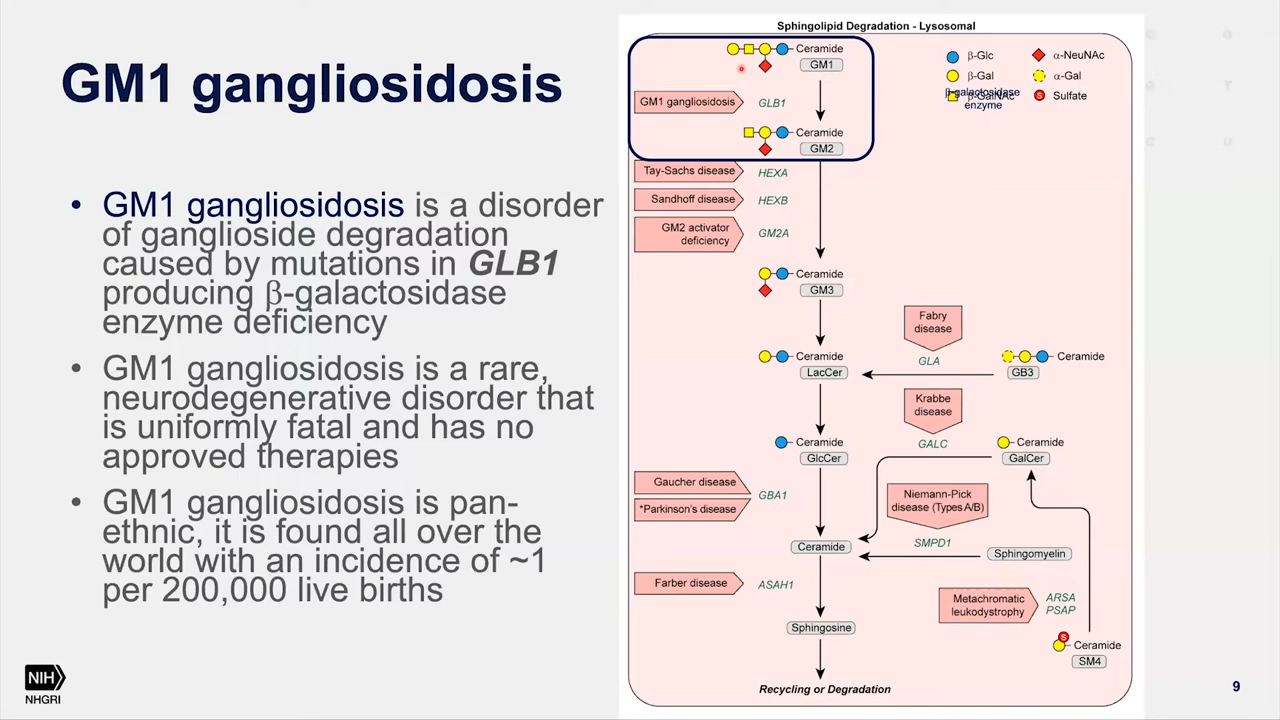 GM1 gangliosidosis
• GM1 gangliosidosis is a disorder
of ganglioside degradation
caused by mutations in GLB1
producing β-galactosidase
enzyme deficiency
• GM1 gangliosidosis is a rare,
neurodegenerative disorder that
is uniformly fatal and has no
approved therapies
• GM1 gangliosidosis is pan-
ethnic, it is found all over the
world with an incidence of ~1
per 200,000 live births
NIH
NHGRI
Sphingolipid Degradation - Lysosomal
Ceramide
GM1
GM1 gangliosidosis
GLB1
Ceramide
GM2
β-Glc
α-NeuNAc
β-Gal
α-Gal
β-GalNAc
S Sulfate
β-galactosidase
enzyme
Tay-Sachs disease
HEXA
Sandhoff disease
HEXB
GM2 activator
deficiency
GM2A
Ceramide
GM3
Fabry
disease
GLA
Ceramide
LacCer
Ceramide
GB3
Krabbe
disease
GALC
Ceramide
GlcCer
Ceramide
GalCer
Gaucher disease
*Parkinson's disease
GBA1
Niemann-Pick
disease (Types A/B)
SMPD1
Ceramide
Sphingomyelin
Farber disease
ASAH1
Metachromatic
leukodystrophy
ARSA
PSAP
Sphingosine
S
Ceramide
SM4
Recycling or Degradation
9